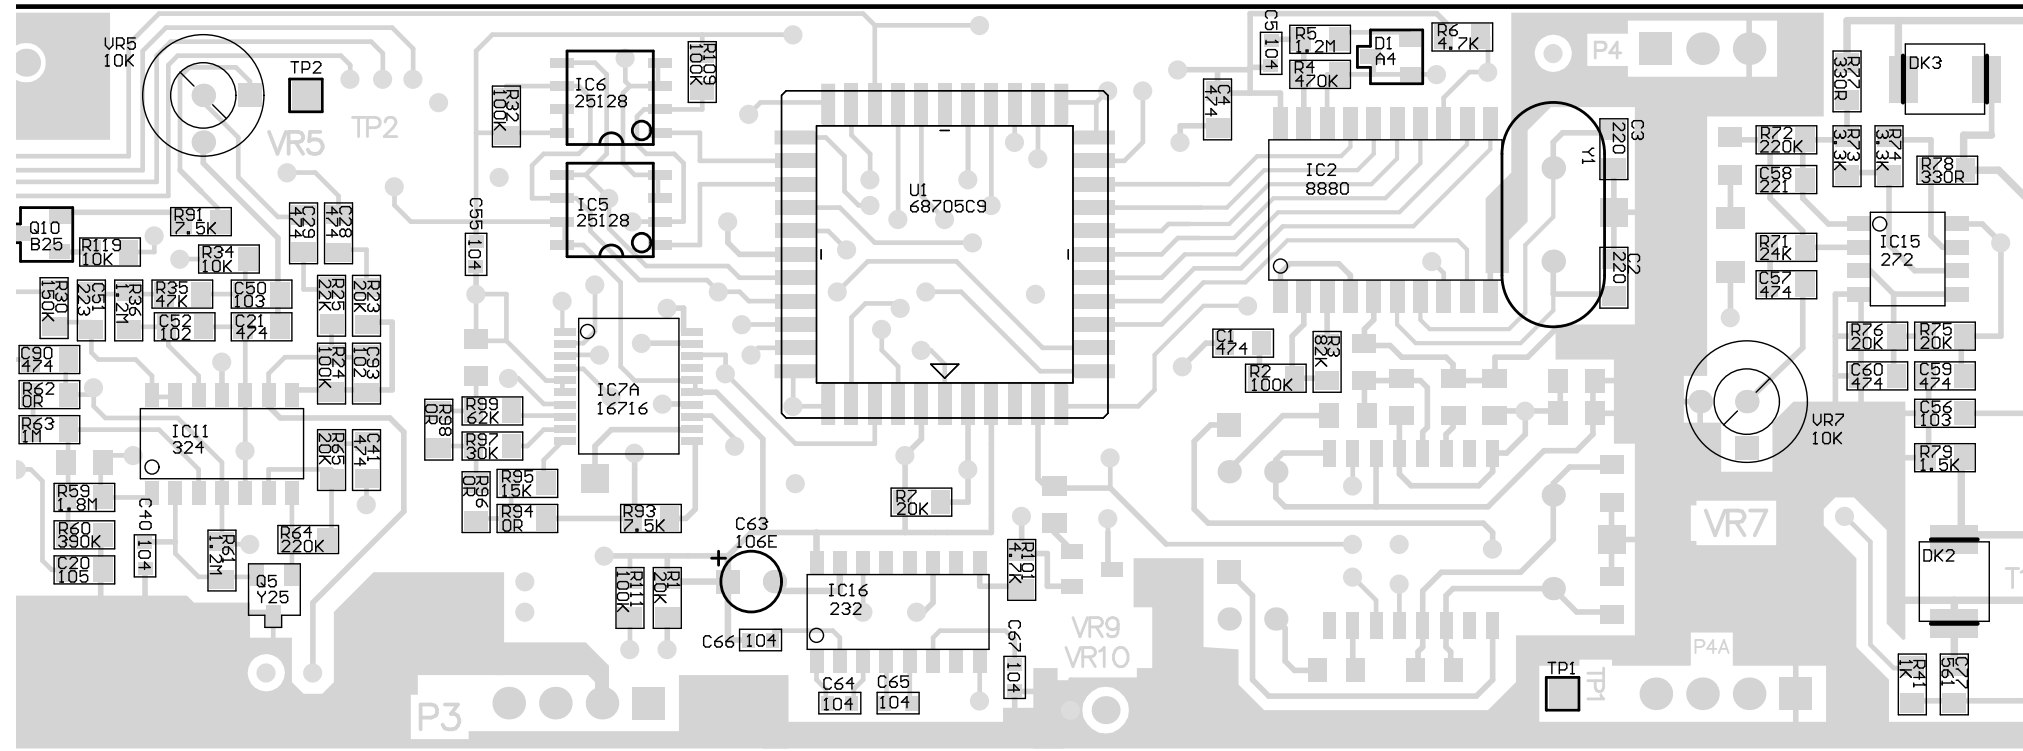 VR5
10K
TP2
VR5
TP2
R109
100K
IC6
25128
R32
100K
C5
104
R5
1.2M
R4
470K
D1
A4
R6
4.7K
P4
R77
330R
DK3
C4
474
IC2
8880
Y1
C3
220
R72
220K
R73
3.3K
R74
3.3K
R78
330R
C58
221
U1
68705C9
IC5
25128
C55
104
Q10
B25
R91
7.5K
C29
474
C28
474
R119
10K
R34
10K
C2
220
R71
24K
IC15
272
C57
474
R30
150K
C51
223
R36
1.2M
R35
47K
C50
103
R25
22K
R23
20K
C52
102
C21
474
R76
20K
R75
20K
C1
474
R3
82K
R2
100K
C90
474
R24
100K
C93
102
C60
474
C59
474
R62
0R
IC7A
16716
R98
0R
R99
62K
R63
1M
IC11
324
R97
30K
C56
103
VR7
10K
R65
20K
C41
474
R79
1.5K
R95
15K
R96
0R
R59
1.8M
C40
104
R94
0R
R93
7.5K
R7
20K
VR7
R60
390K
R61
1.2M
R64
220K
C63
106E
+
R101
4.7K
C20
105
DK2
Q5
Y25
R111
100K
R1
20K
IC16
232
T1
C66
104
C67
104
VR9
VR10
P4A
TP1
TP1
R41
1K
C77
561
C64
104
C65
104
P3